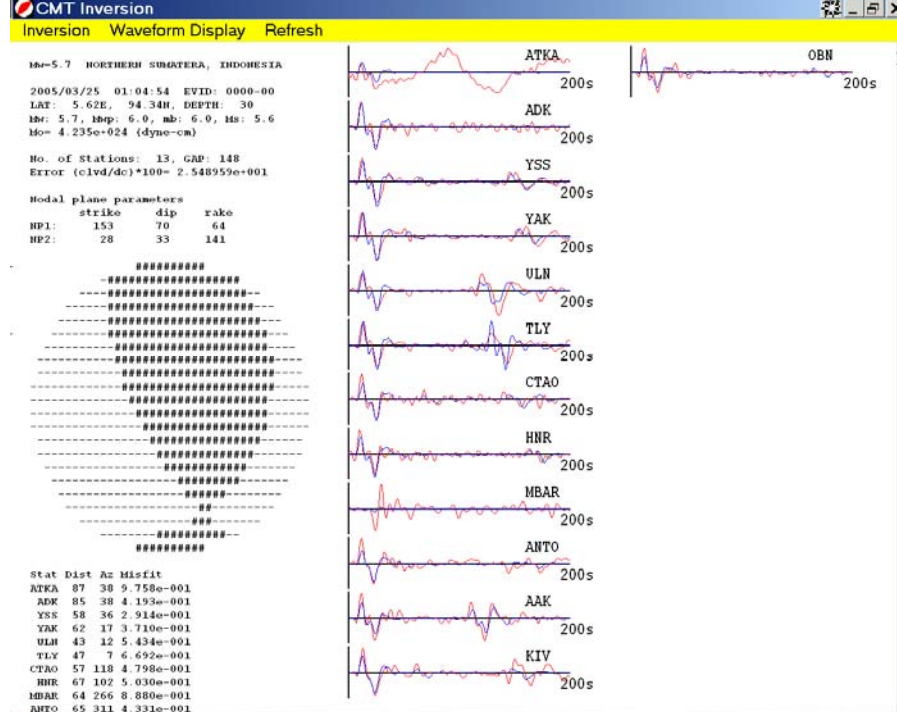 CMT Inversion
Inversion Waveform Display Refresh
Mw=5.7 NORTHERN SUMATERA, INDONESIA
2005/03/25 01:04:54 EVID: 0000-00
LAT: 5.62E, 94.34N, DEPTH: 30
Mw: 5.7, Mwp: 6.0, mb: 6.0, Ms: 5.6
Mo= 4.235e+024 (dyne-cm)
No. of Stations: 13, GAP: 148
Error (clvd/dc)*100= 2.548959e+001
Nodal plane parameters
strike dip rake
NP1: 153 70 64
NP2: 28 33 141
Stat Dist Az Misfit
ATKA 87 38 9.758e-001
ADK 85 38 4.193e-001
YSS 58 36 2.914e-001
YAK 62 17 3.710e-001
ULN 43 12 5.434e-001
TLY 47 7 6.692e-001
CTAO 57 118 4.798e-001
HNR 67 102 5.030e-001
MBAR 64 266 8.880e-001
ANTO 65 311 4.331e-001
ATKA
200s
ADK
YSS
200s
YAK
200s
ULN
200s
TLY
200s
CTAO
200s
HNR
200s
MBAR
200s
ANTO
200s
AAK
200s
KIV
200s
OBN
200s